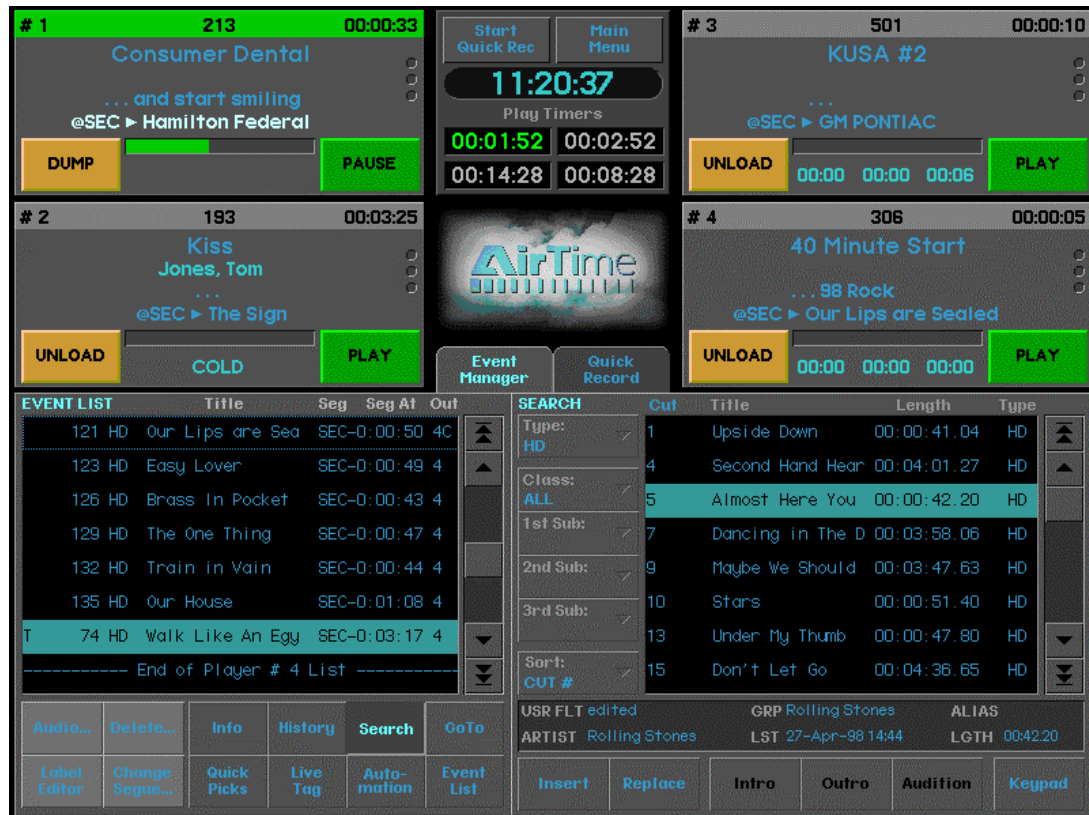 # 1 213 00:00:33
Consumer Dental
. . . and start smiling
@SEC ► Hamilton Federal
DUMP PAUSE
Start Quick Rec
Main Menu
11:20:37
Play Timers
00:01:52 00:02:52
00:14:28 00:08:28
# 3 501 00:00:10
KUSA #2
. . .
@SEC ► GM PONTIAC
UNLOAD 00:00 00:00 00:06 PLAY
# 2 193 00:03:25
Kiss
Jones, Tom
. . .
@SEC ► The Sign
UNLOAD COLD PLAY
AirTime
# 4 306 00:00:05
40 Minute Start
. . . 98 Rock
@SEC ► Our Lips are Sealed
UNLOAD 00:00 00:00 00:00 PLAY
Event Manager
Quick Record
EVENT LIST Title Seg Seg At Out
121 HD Our Lips are Sea SEC-0:00:50 4C
123 HD Easy Lover SEC-0:00:49 4
126 HD Brass In Pocket SEC-0:00:43 4
129 HD The One Thing SEC-0:00:47 4
132 HD Train in Vain SEC-0:00:44 4
135 HD Our House SEC-0:01:08 4
T 74 HD Walk Like An Egy SEC-0:03:17 4
----------- End of Player # 4 List -----------
Audio... Delete... Info History Search GoTo
Label Editor
Change Segue...
Quick Picks
Live Tag
Auto-mation
Event List
SEARCH Cut Title Length Type
Type:
HD
Class:
ALL
1st Sub:
2nd Sub:
3rd Sub:
Sort:
CUT #
1 Upside Down 00:00:41.04 HD
4 Second Hand Hear 00:04:01.27 HD
5 Almost Here You 00:00:42.20 HD
7 Dancing in The D 00:03:58.06 HD
9 Maybe We Should 00:03:47.63 HD
10 Stars 00:00:51.40 HD
13 Under My Thumb 00:00:47.80 HD
15 Don't Let Go 00:04:36.65 HD
USR FLT edited GRP Rolling Stones ALIAS
ARTIST Rolling Stones LST 27-Apr-98 14:44 LGTH 00:42.20
Insert Replace Intro Outro Audition Keypad